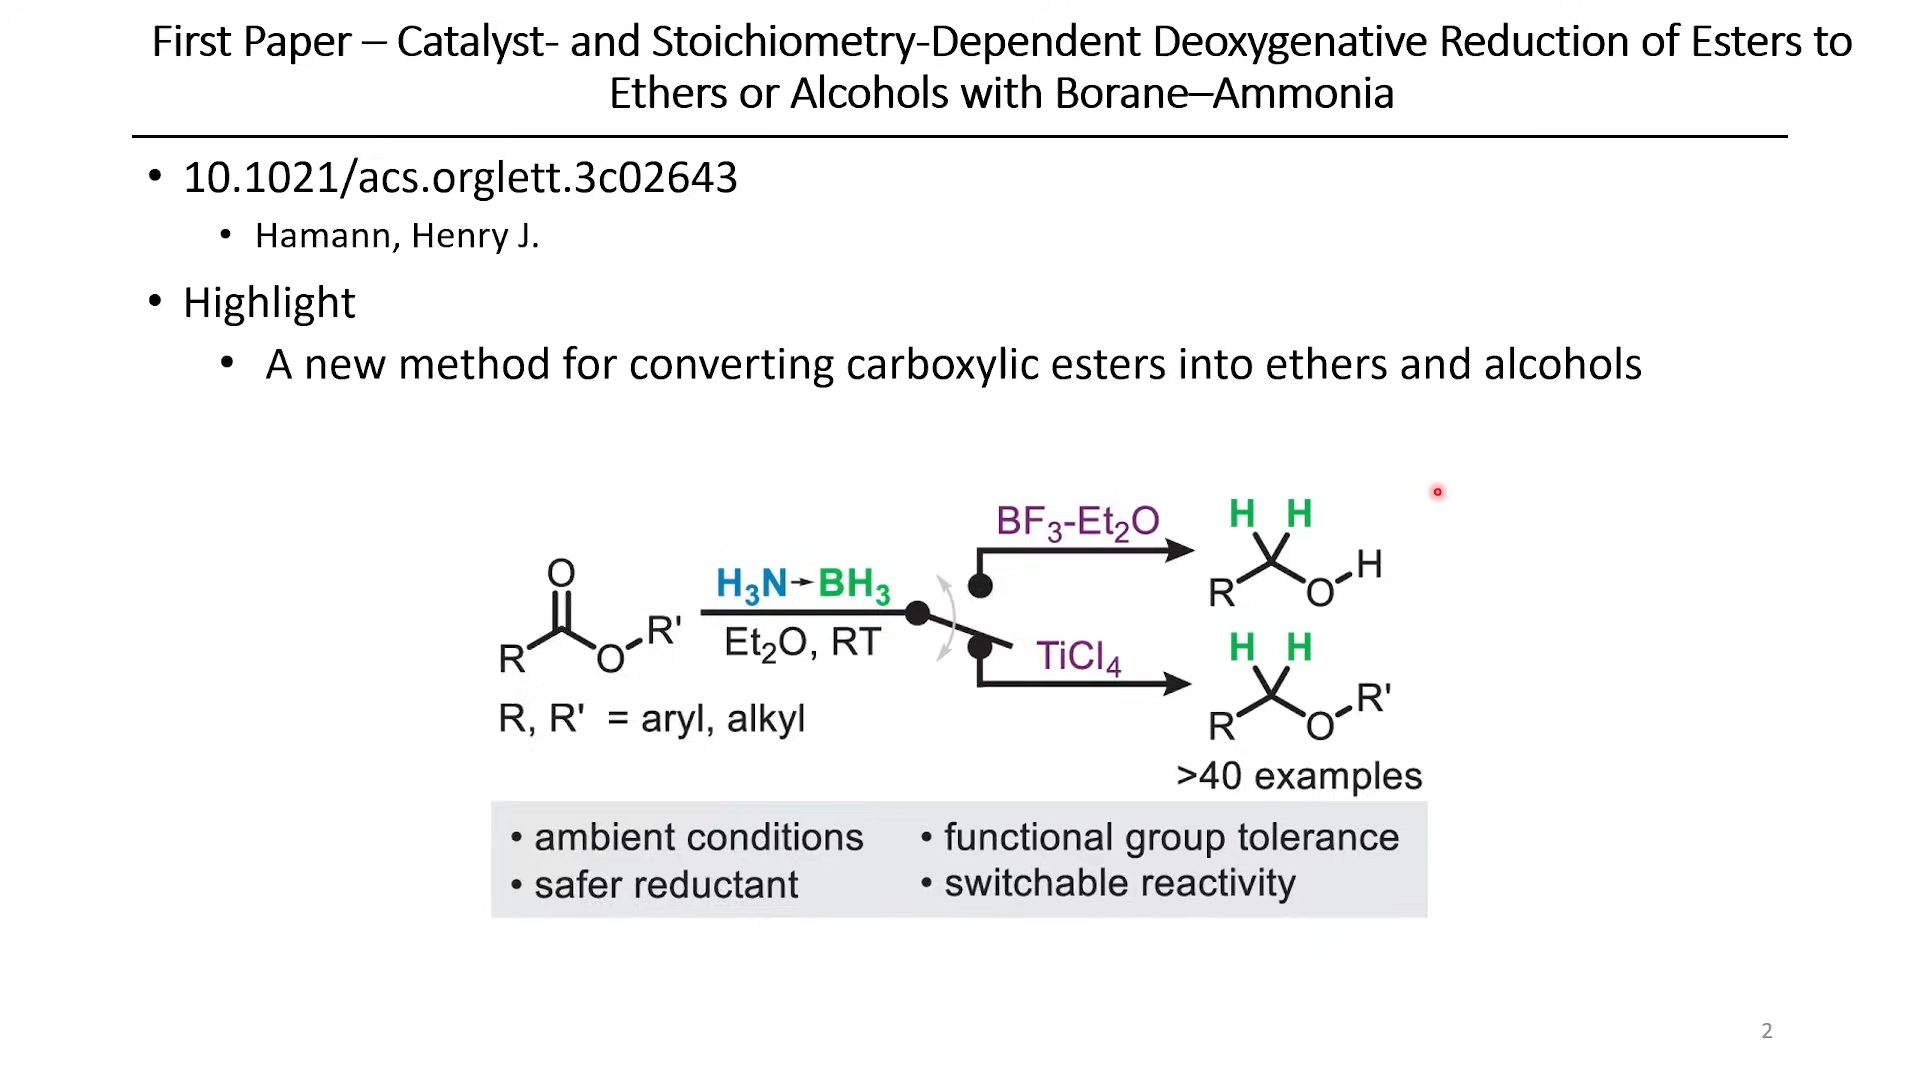 First Paper – Catalyst- and Stoichiometry-Dependent Deoxygenative Reduction of Esters to
Ethers or Alcohols with Borane–Ammonia
• 10.1021/acs.orglett.3c02643
• Hamann, Henry J.
• Highlight
• A new method for converting carboxylic esters into ethers and alcohols
O
R
O
R'
H₃N→BH₃
Et₂O, RT
R, R' = aryl, alkyl
BF₃-Et₂O
H H
R
O
H
TiCl₄
H H
R
O
R'
>40 examples
• ambient conditions
• safer reductant
• functional group tolerance
• switchable reactivity
2